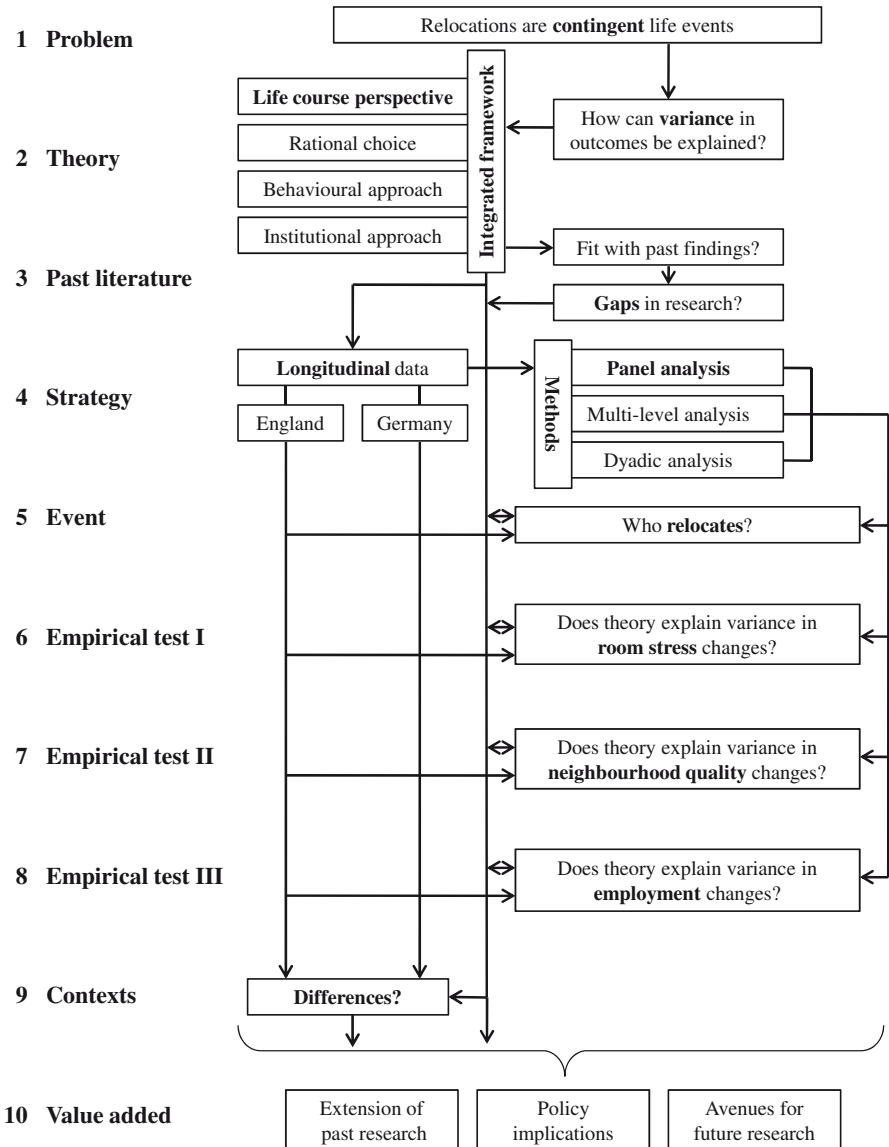 1 Problem
Relocations are contingent life events
Life course perspective
Rational choice
Behavioural approach
Institutional approach
Integrated framework
How can variance in
outcomes be explained?
2 Theory
Fit with past findings?
3 Past literature
Gaps in research?
4 Strategy
Longitudinal data
England
Germany
Methods
Panel analysis
Multi-level analysis
Dyadic analysis
5 Event
Who relocates?
6 Empirical test I
Does theory explain variance in
room stress changes?
7 Empirical test II
Does theory explain variance in
neighbourhood quality changes?
8 Empirical test III
Does theory explain variance in
employment changes?
9 Contexts
Differences?
10 Value added
Extension of
past research
Policy
implications
Avenues for
future research